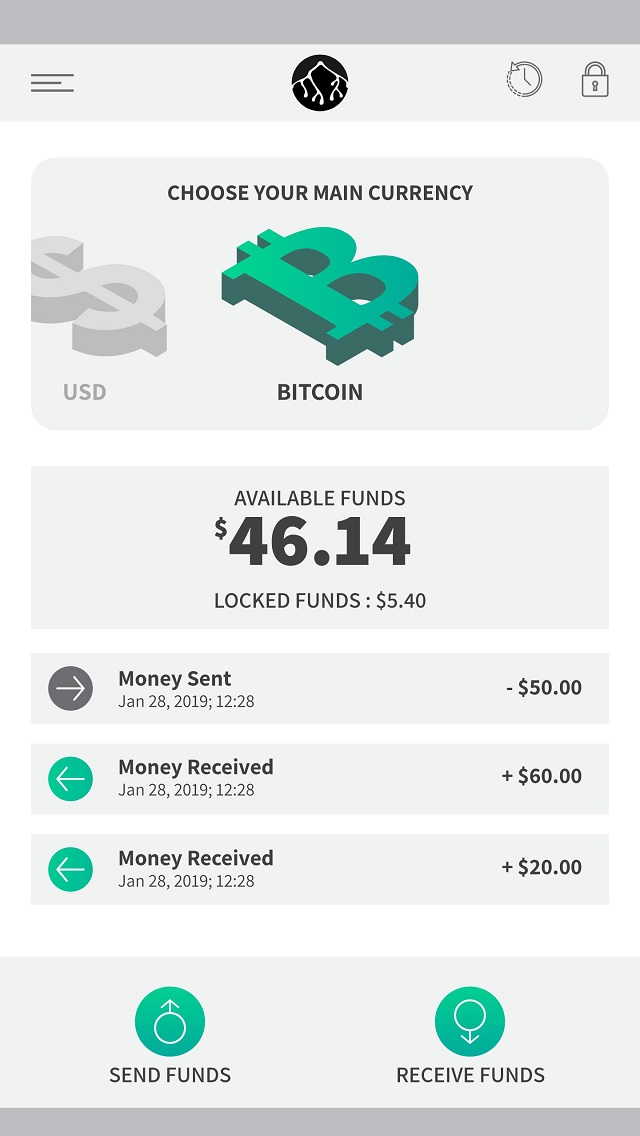 CHOOSE YOUR MAIN CURRENCY
USD
BITCOIN
AVAILABLE FUNDS
$46.14
LOCKED FUNDS : $5.40
Money Sent
- $50.00
Jan 28, 2019; 12:28
Money Received
+ $60.00
Jan 28, 2019; 12:28
Money Received
+ $20.00
Jan 28, 2019; 12:28
SEND FUNDS
RECEIVE FUNDS